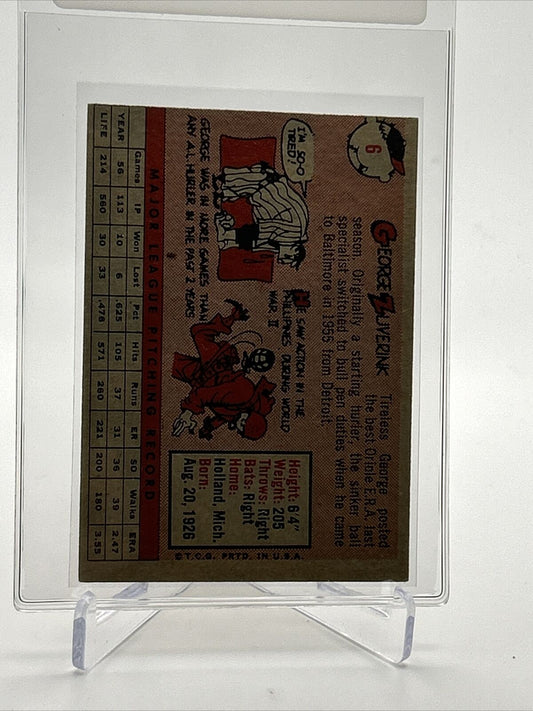 6
GEORGE ZUVERINK
Tireless George posted
the best Oriole E.R.A. last
season. Originally a starting hurler, the sinker ball
specialist switched to bull pen duties when he came
to Baltimore in 1955 from Detroit.
I'M SO-O
TIRED!
GEORGE WAS IN MORE GAMES THAN
ANY A.L. HURLER IN THE PAST 2 YEARS
HE SAW ACTION IN THE
PHILLIPINES DURING WORLD
WAR II
Height: 6'4"
Weight: 205
Throws: Right
Bats: Right
Home:
Holland, Mich.
Born:
Aug. 20, 1926
© T.C.G. PRTD. IN U.S.A.
MAJOR LEAGUE PITCHING RECORD
Games IP Won Lost Pct Hits Runs ER SO Walks ERA
YEAR 56 113 10 6 .625 105 37 31 36 39 2.47
LIFE 214 560 30 33 .476 571 260 221 200 180 3.55